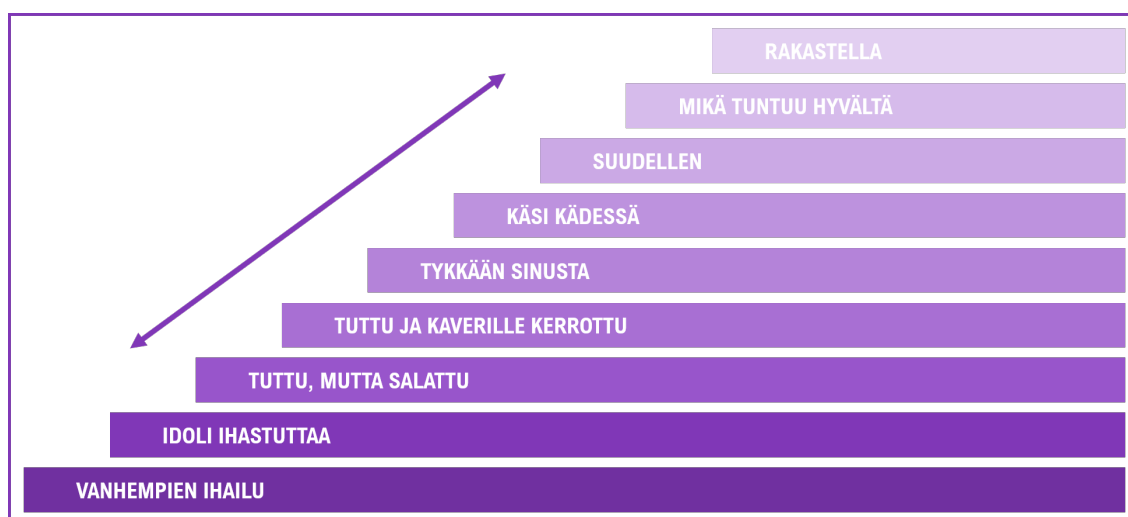 RAKASTELLA
MIKÄ TUNTUU HYVÄLTÄ
SUUDELLEN
KÄSI KÄDESSÄ
TYKKÄÄN SINUSTA
TUTTU JA KAVERILLE KERROTTU
TUTTU, MUTTA SALATTU
IDOLI IHASTUTTAA
VANHEMPIEN IHAILU